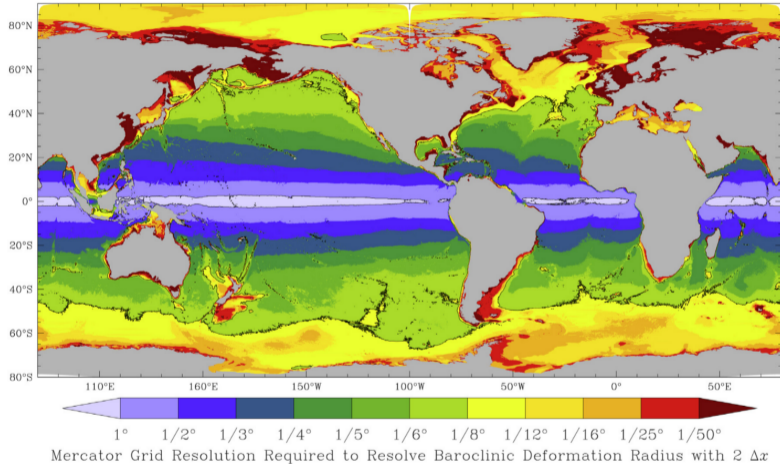 80°N
60°N
40°N
20°N
0°
20°S
40°S
60°S
80°S
110°E 160°E 150°W 100°W 50°W 0° 50°E
1° 1/2° 1/3° 1/4° 1/5° 1/6° 1/8° 1/12° 1/16° 1/25° 1/50°
Mercator Grid Resolution Required to Resolve Baroclinic Deformation Radius with 2 Δx